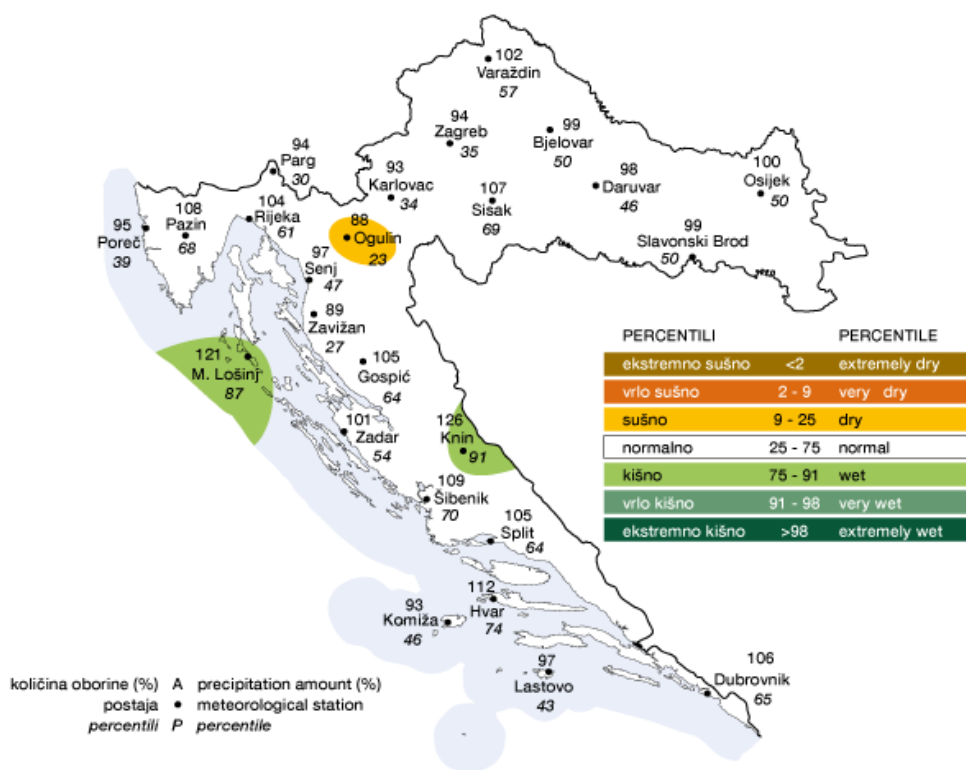 102
Varaždin
57
94
Zagreb
35
99
Bjelovar
50
94
Parg
30
93
Karlovac
34
98
Daruvar
46
100
Osijek
50
107
Sisak
69
104
Rijeka
61
108
Pazin
68
95
Poreč
39
88
Ogulin
23
99
Slavonski Brod
50
97
Senj
47
89
Zavižan
27
121
M. Lošinj
87
105
Gospić
64
101
Zadar
54
126
Knin
91
109
Šibenik
70
105
Split
64
112
Hvar
74
93
Komiža
46
97
Lastovo
43
106
Dubrovnik
65
PERCENTILI PERCENTILE
ekstremno sušno <2 extremely dry
vrlo sušno 2 - 9 very dry
sušno 9 - 25 dry
normalno 25 - 75 normal
kišno 75 - 91 wet
vrlo kišno 91 - 98 very wet
ekstremno kišno >98 extremely wet
količina oborine (%) A precipitation amount (%)
postaja • meteorological station
percentili P percentile